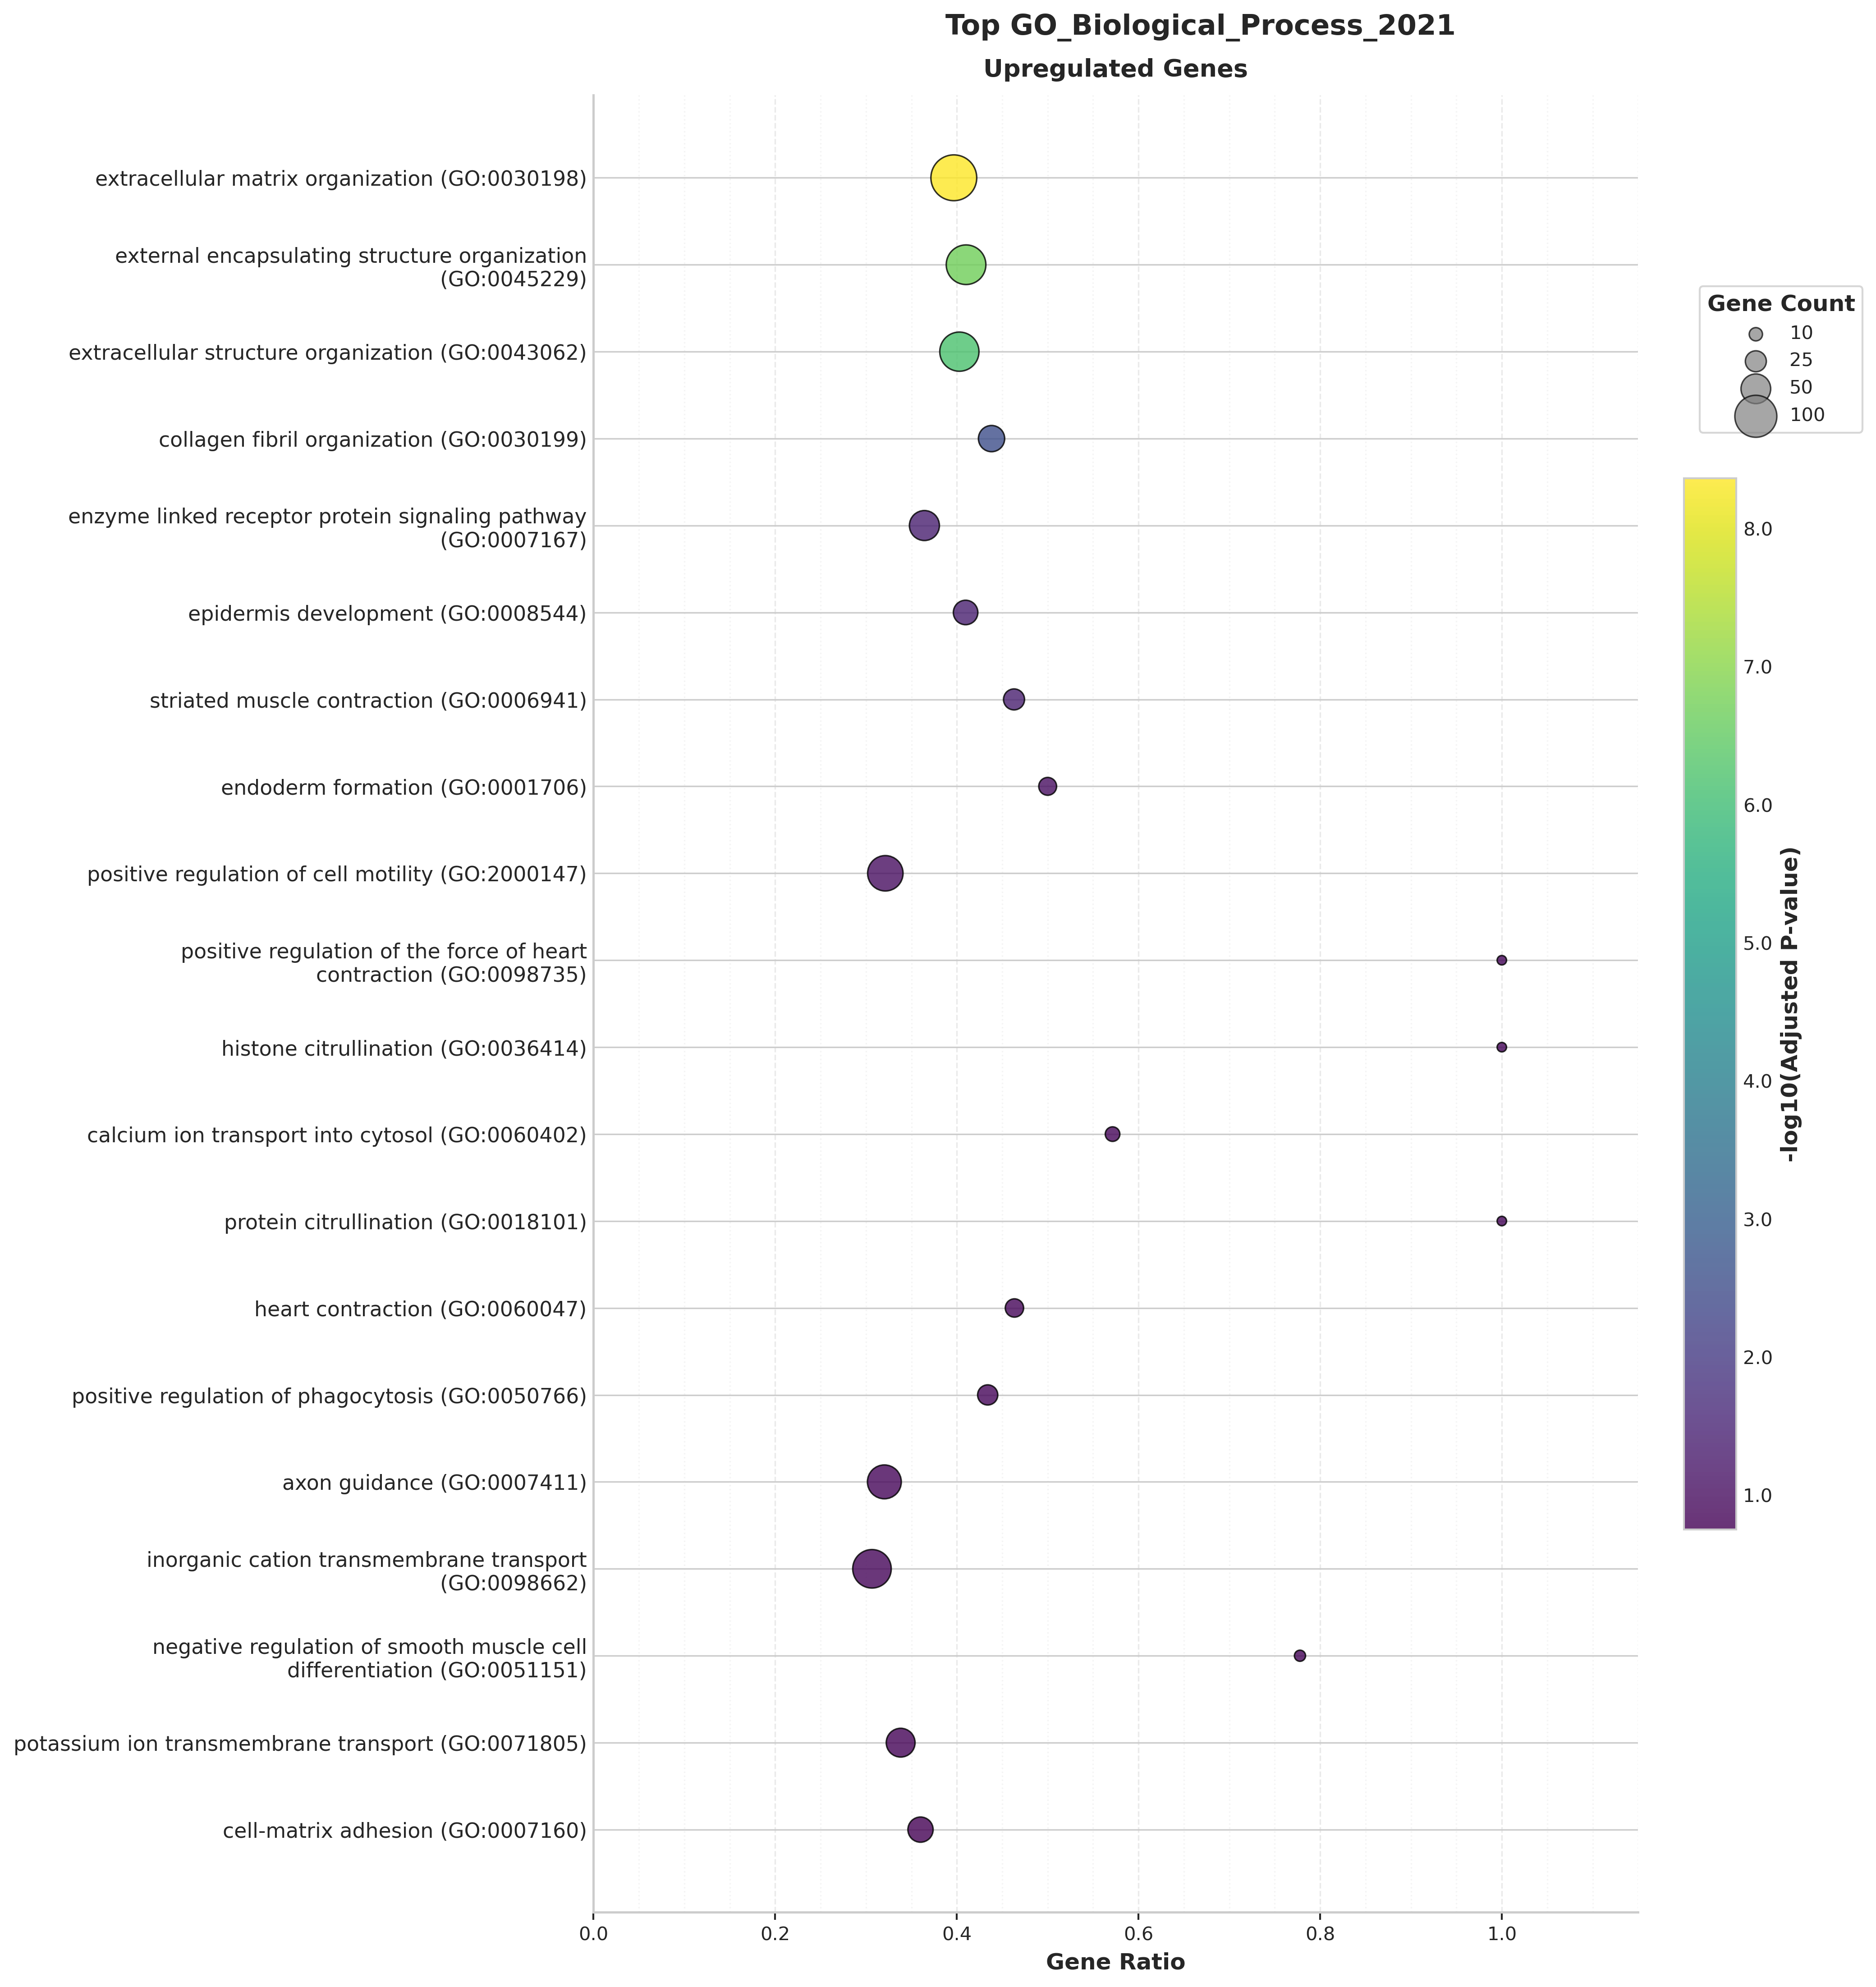 Top GO_Biological_Process_2021
Upregulated Genes
extracellular matrix organization (GO:0030198)
external encapsulating structure organization
(GO:0045229)
extracellular structure organization (GO:0043062)
collagen fibril organization (GO:0030199)
enzyme linked receptor protein signaling pathway
(GO:0007167)
epidermis development (GO:0008544)
striated muscle contraction (GO:0006941)
endoderm formation (GO:0001706)
positive regulation of cell motility (GO:2000147)
positive regulation of the force of heart
contraction (GO:0098735)
histone citrullination (GO:0036414)
calcium ion transport into cytosol (GO:0060402)
protein citrullination (GO:0018101)
heart contraction (GO:0060047)
positive regulation of phagocytosis (GO:0050766)
axon guidance (GO:0007411)
inorganic cation transmembrane transport
(GO:0098662)
negative regulation of smooth muscle cell
differentiation (GO:0051151)
potassium ion transmembrane transport (GO:0071805)
cell-matrix adhesion (GO:0007160)
0.0 0.2 0.4 0.6 0.8 1.0
Gene Ratio
Gene Count
10
25
50
100
8.0
7.0
6.0
5.0
4.0
3.0
2.0
1.0
-log10(Adjusted P-value)